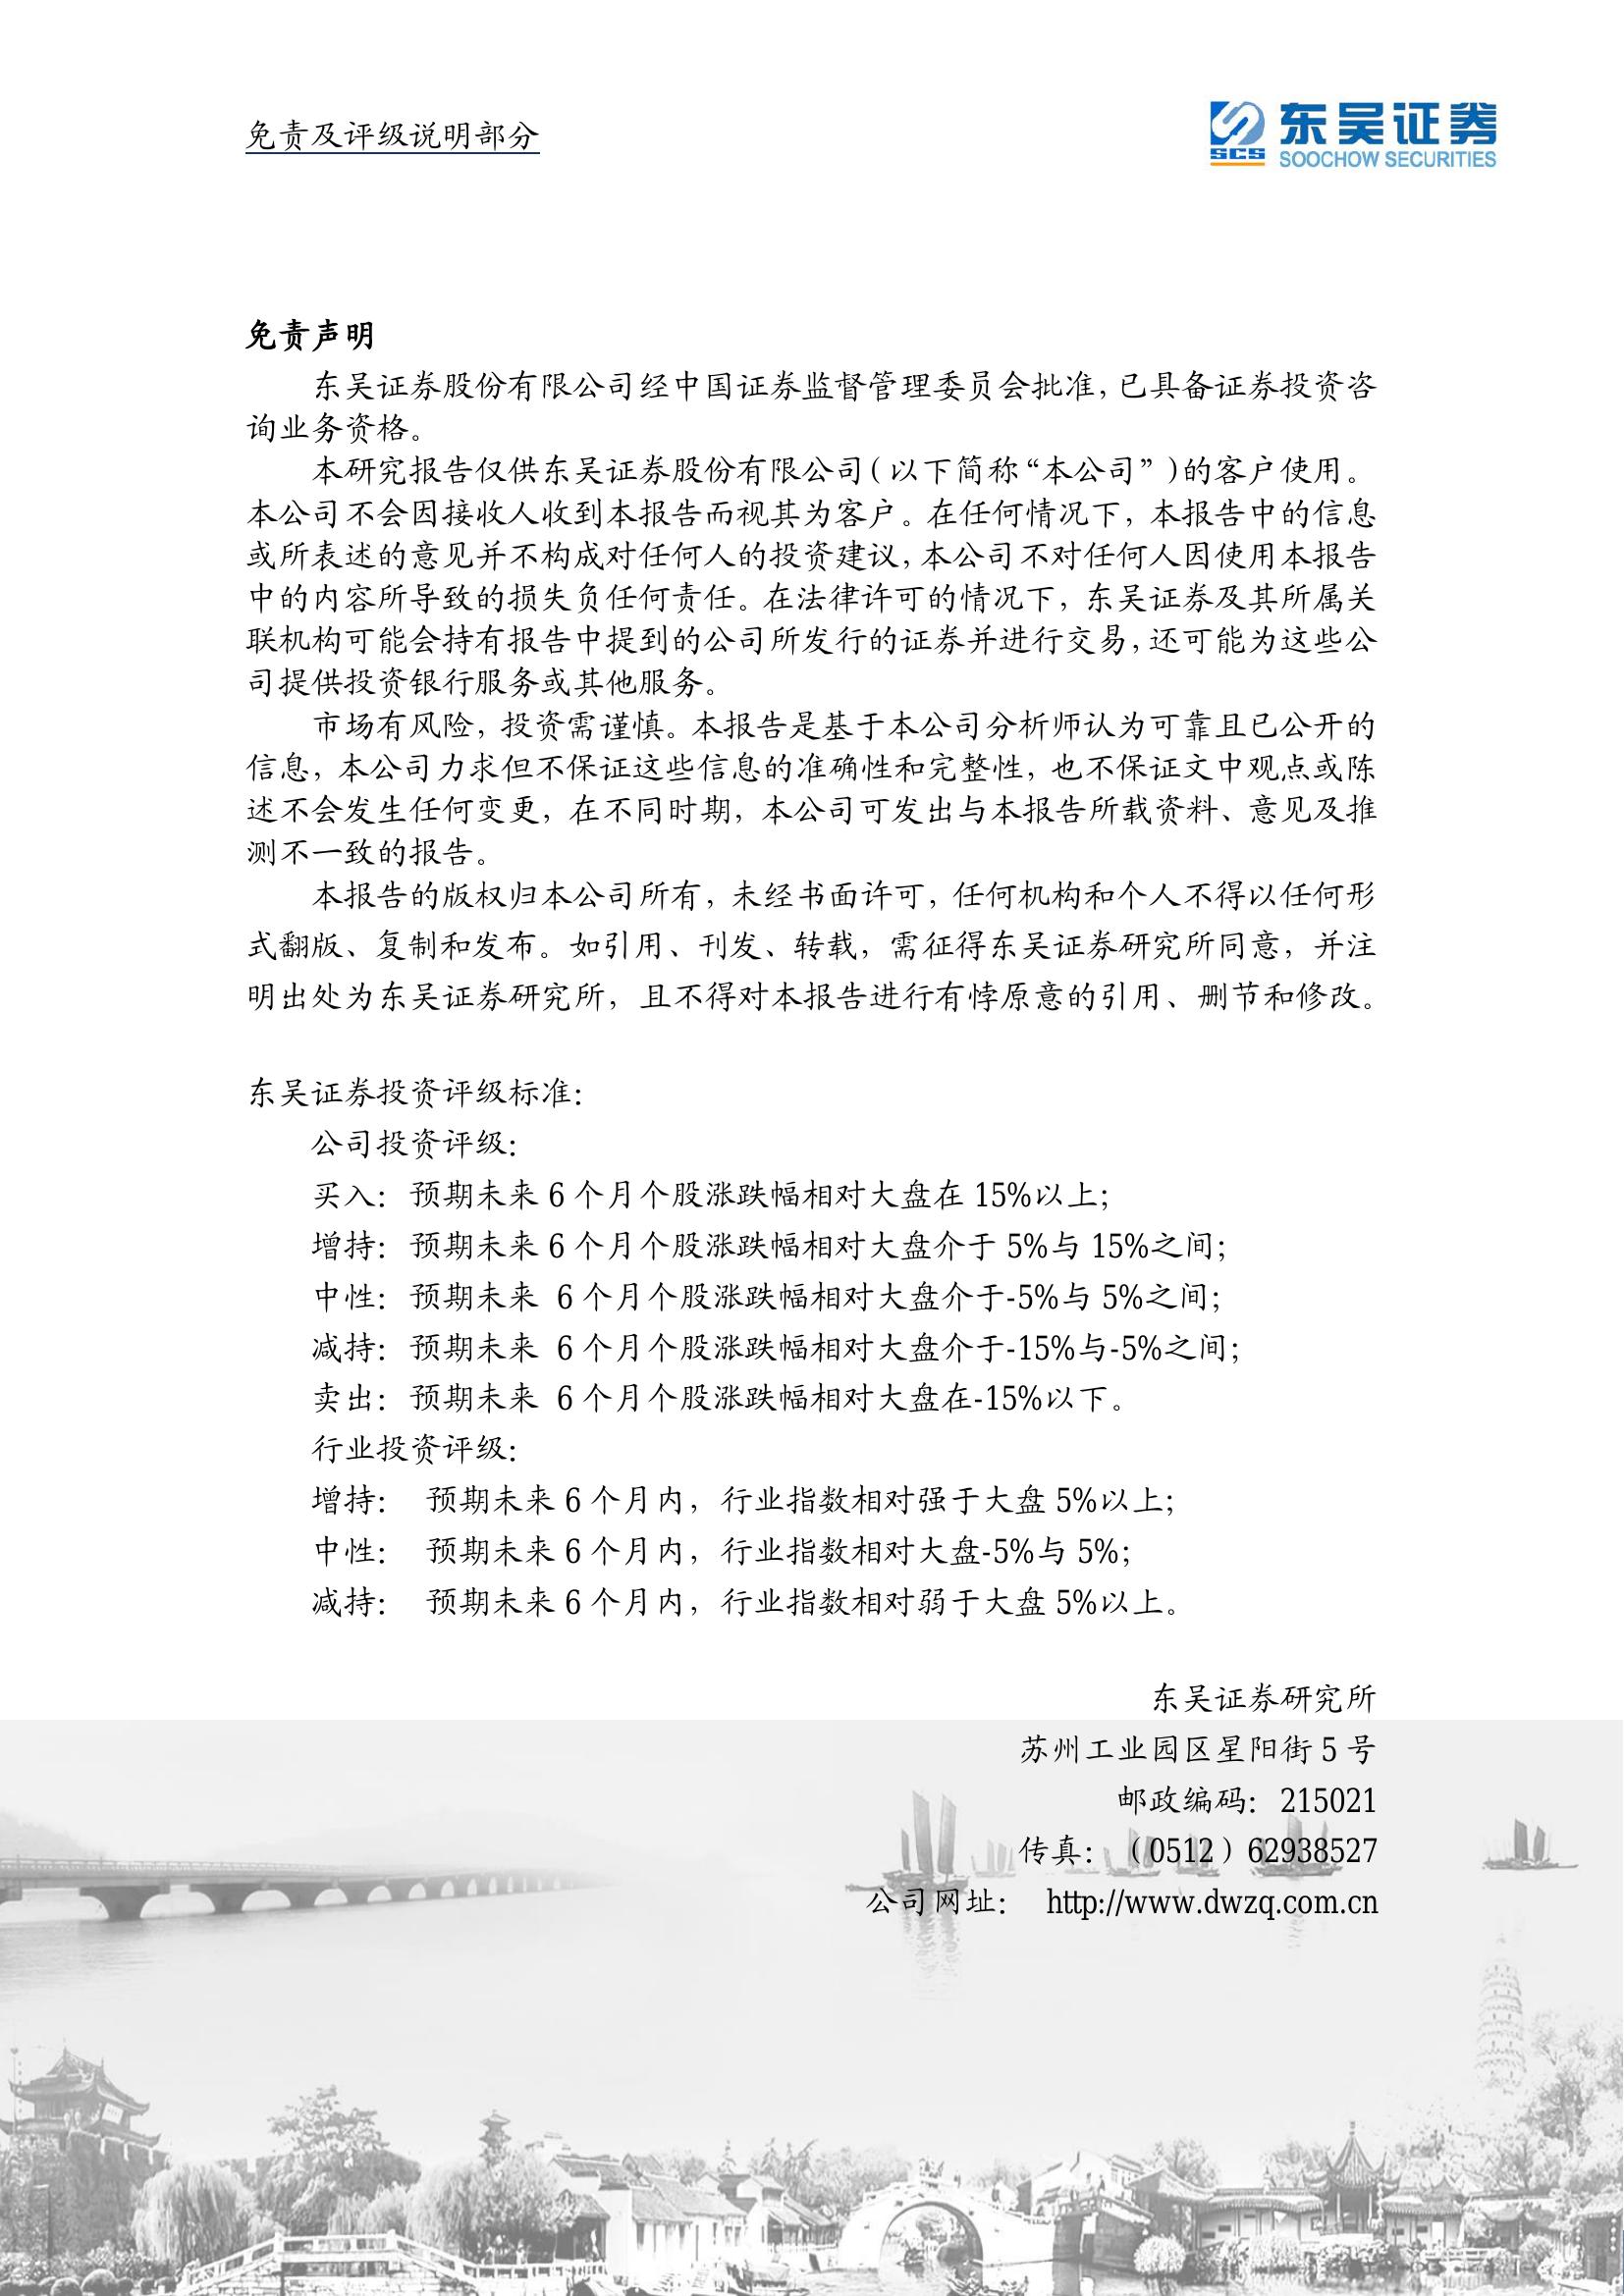 免责及评级说明部分
东吴证券
SCS
SOOCHOW SECURITIES
免责声明
东吴证券股份有限公司经中国证券监督管理委员会批准，已具备证券投资咨
询业务资格。
本研究报告仅供东吴证券股份有限公司（以下简称“本公司”）的客户使用。
本公司不会因接收人收到本报告而视其为客户。在任何情况下，本报告中的信息
或所表述的意见并不构成对任何人的投资建议，本公司不对任何人因使用本报告
中的内容所导致的损失负任何责任。在法律许可的情况下，东吴证券及其所属关
联机构可能会持有报告中提到的公司所发行的证券并进行交易，还可能为这些公
司提供投资银行服务或其他服务。
市场有风险，投资需谨慎。本报告是基于本公司分析师认为可靠且已公开的
信息，本公司力求但不保证这些信息的准确性和完整性，也不保证文中观点或陈
述不会发生任何变更，在不同时期，本公司可发出与本报告所载资料、意见及推
测不一致的报告。
本报告的版权归本公司所有，未经书面许可，任何机构和个人不得以任何形
式翻版、复制和发布。如引用、刊发、转载，需征得东吴证券研究所同意，并注
明出处为东吴证券研究所，且不得对本报告进行有悖原意的引用、删节和修改。
东吴证券投资评级标准：
公司投资评级：
买入：预期未来 6 个月个股涨跌幅相对大盘在 15%以上；
增持：预期未来 6 个月个股涨跌幅相对大盘介于 5%与 15%之间；
中性：预期未来 6 个月个股涨跌幅相对大盘介于-5%与 5%之间；
减持：预期未来 6 个月个股涨跌幅相对大盘介于-15%与-5%之间；
卖出：预期未来 6 个月个股涨跌幅相对大盘在-15%以下。
行业投资评级：
增持： 预期未来 6 个月内，行业指数相对强于大盘 5%以上；
中性： 预期未来 6 个月内，行业指数相对大盘-5%与 5%；
减持： 预期未来 6 个月内，行业指数相对弱于大盘 5%以上。
东吴证券研究所
苏州工业园区星阳街 5 号
邮政编码：215021
传真：（0512）62938527
公司网址： http://www.dwzq.com.cn